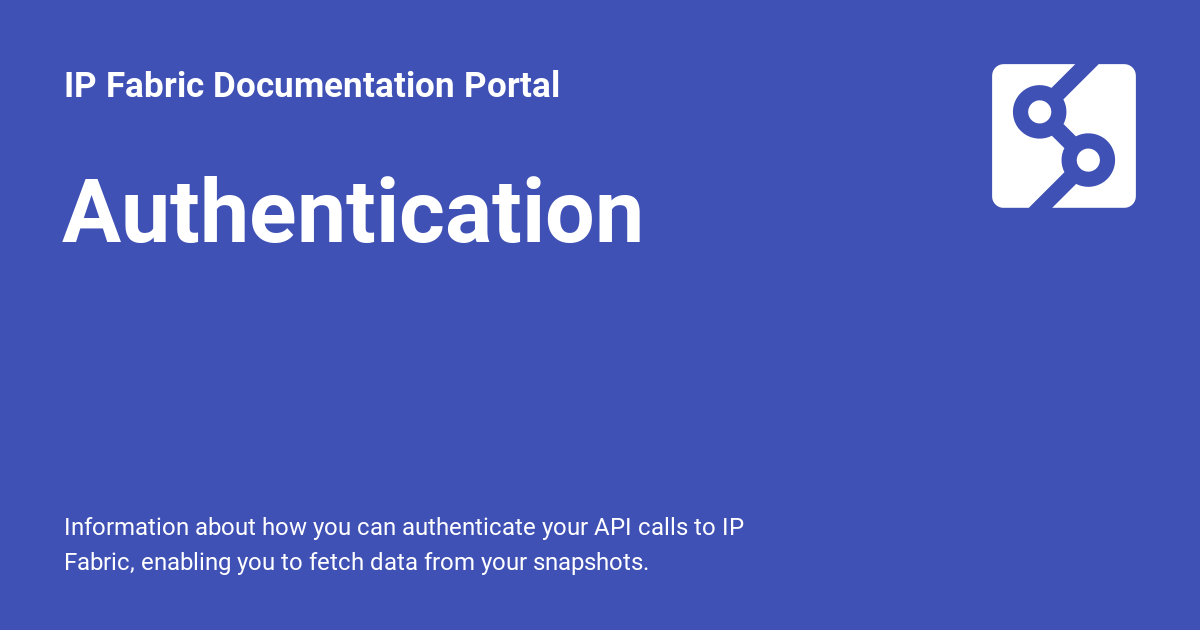 IP Fabric Documentation Portal
Authentication
Information about how you can authenticate your API calls to IP
Fabric, enabling you to fetch data from your snapshots.